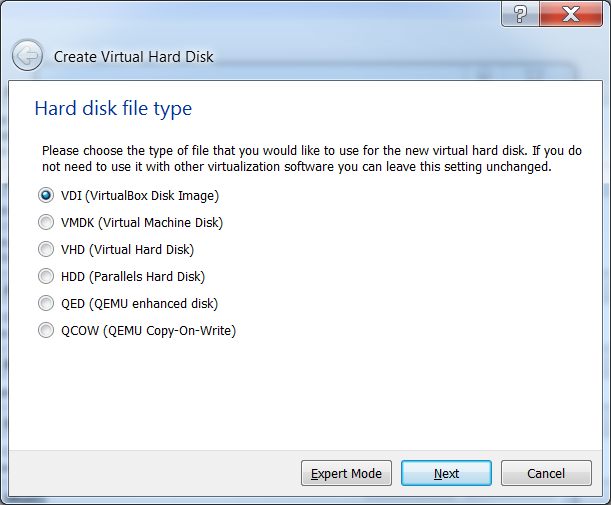 Create Virtual Hard Disk
Hard disk file type
Please choose the type of file that you would like to use for the new virtual hard disk. If you do
not need to use it with other virtualization software you can leave this setting unchanged.
VDI (VirtualBox Disk Image)
VMDK (Virtual Machine Disk)
VHD (Virtual Hard Disk)
HDD (Parallels Hard Disk)
QED (QEMU enhanced disk)
QCOW (QEMU Copy-On-Write)
Expert Mode
Next
Cancel